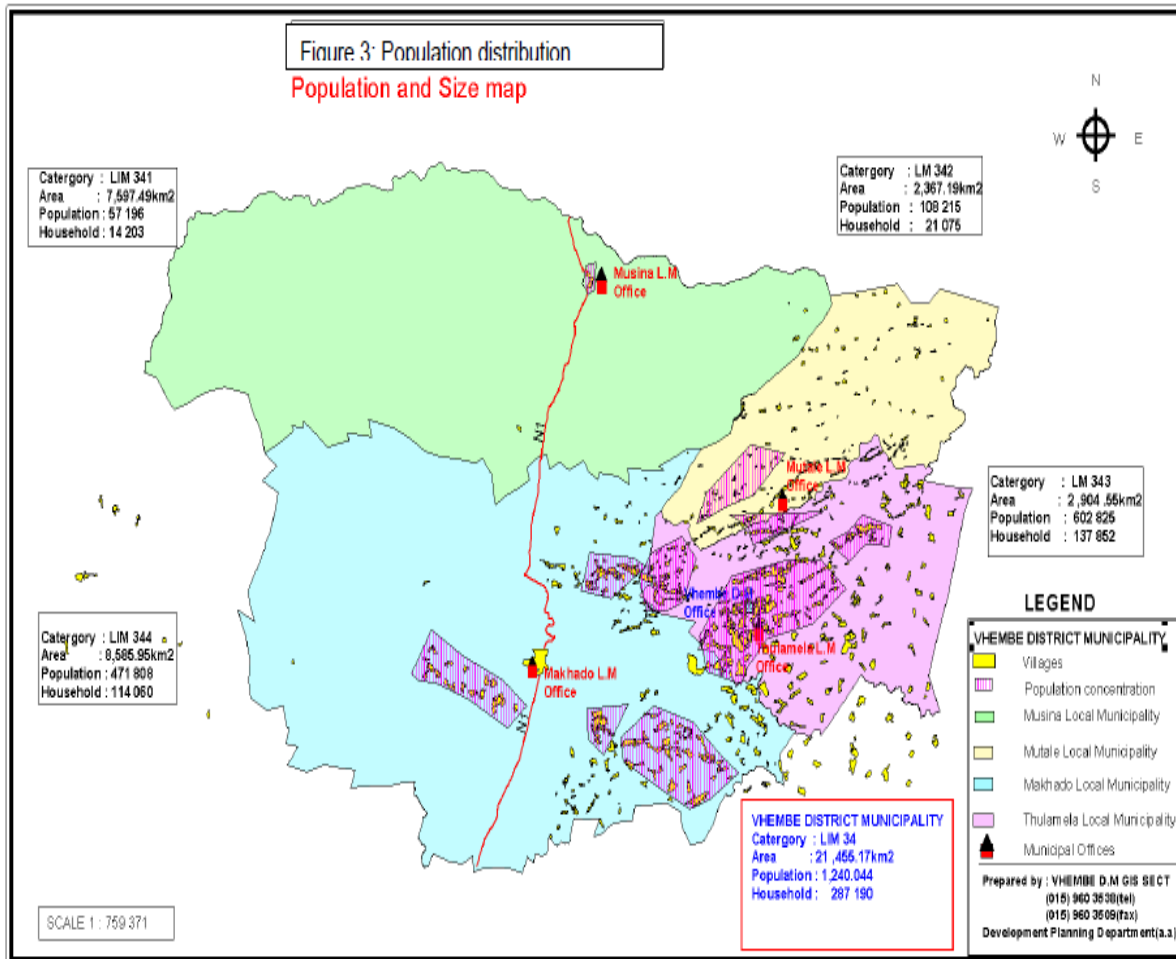 Figure 3: Population distribution
Population and Size map
N
W E
S
Catergory : LIM 341
Area : 7,597.49km2
Population : 57 196
Household : 14 203
Catergory : LM 342
Area : 2,367.19km2
Population : 108 215
Household : 21 075
Musina L.M
Office
N1
Mutale L.M
Office
Catergory : LM 343
Area : 2,904 .55km2
Population : 602 825
Household : 137 852
Vhembe D.M
Office
Thulamela L.M
Office
Catergory : LIM 344
Area : 8,585.95km2
Population : 471 808
Household : 114 060
Makhado L.M
Office
N1
LEGEND
VHEMBE DISTRICT MUNICIPALITY
Villages
Population concentration
Musina Local Municipality
Mutale Local Municipality
Makhado Local Municipality
Thulamela Local Municipality
Municipal Offices
VHEMBE DISTRICT MUNICIPALITY
Catergory : LIM 34
Area : 21 ,455.17km2
Population : 1,240.044
Household : 287 190
Prepared by : VHEMBE D.M GIS SECT
(015) 960 3538(tel)
(015) 960 3509(fax)
Development Planning Department(a.a)
SCALE 1 : 759 371